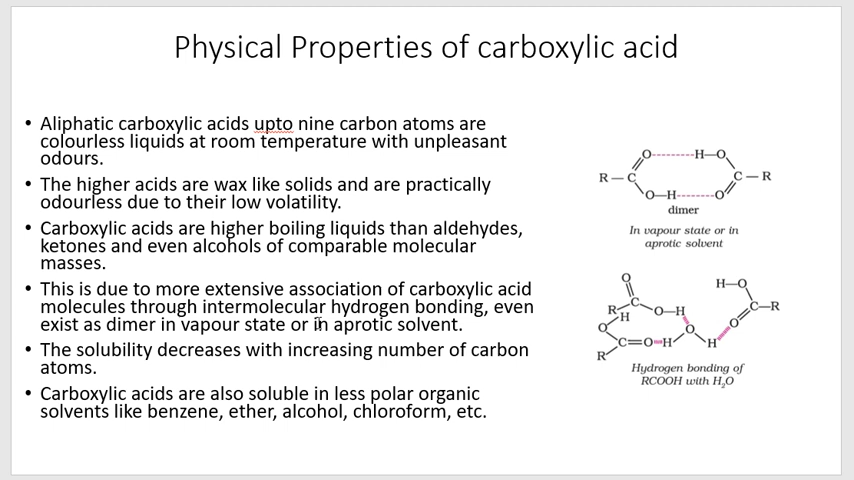 Physical Properties of carboxylic acid
• Aliphatic carboxylic acids upto nine carbon atoms are
colourless liquids at room temperature with unpleasant
odours.
• The higher acids are wax like solids and are practically
odourless due to their low volatility.
• Carboxylic acids are higher boiling liquids than aldehydes,
ketones and even alcohols of comparable molecular
masses.
• This is due to more extensive association of carboxylic acid
molecules through intermolecular hydrogen bonding, even
exist as dimer in vapour state or in aprotic solvent.
• The solubility decreases with increasing number of carbon
atoms.
• Carboxylic acids are also soluble in less polar organic
solvents like benzene, ether, alcohol, chloroform, etc.
O H—O
R—C C—R
O—H O
dimer
In vapour state or in
aprotic solvent
O H—O
R C O—H C—R
H O
O O
C=O H H
R
Hydrogen bonding of
RCOOH with H₂O